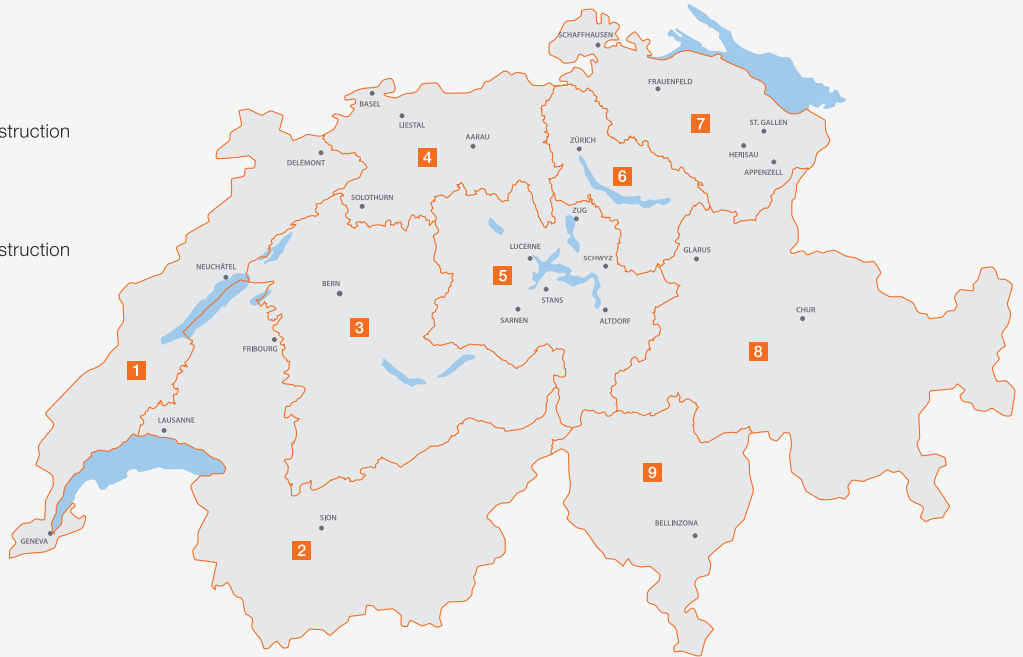 SCHAFFHAUSEN
FRAUENFELD
BASEL
LIESTAL
7
ST. GALLEN
struction
AARAU
ZÜRICH
HERISAU
DELÉMONT
4
6
APPENZELL
SOLOTHURN
ZUG
struction
LUCERNE
GLARUS
SCHWYZ
NEUCHÂTEL
5
BERN
STANS
CHUR
SARNEN
ALTDORF
3
FRIBOURG
8
1
LAUSANNE
9
SION
BELLINZONA
GENEVA
2